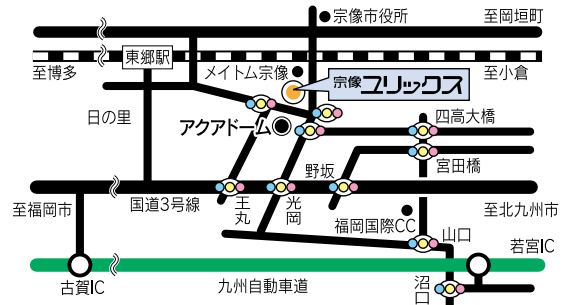 宗像市役所
至岡垣町
東郷駅
至博多
メイトム宗像
宗像ユリックス
至小倉
日の里
アクアドーム
四高大橋
宮田橋
野坂
至福岡市
国道3号線
王丸
光岡
福岡国際CC
至北九州市
山口
若宮IC
古賀IC
九州自動車道
沼口